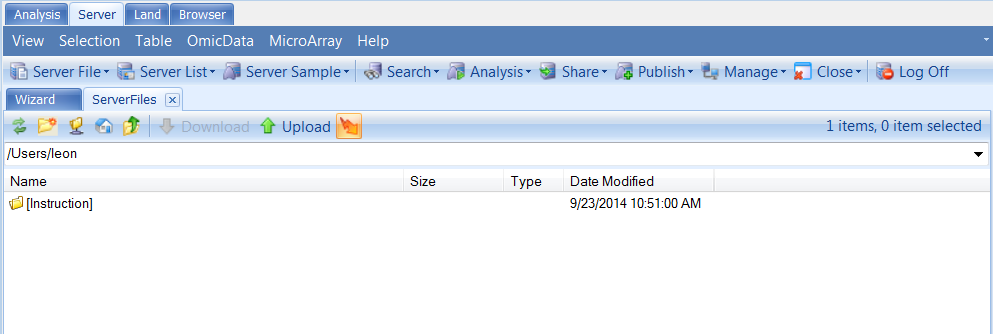 Analysis Server Land Browser
View Selection Table OmicData MicroArray Help
Server File Server List Server Sample Search Analysis Share Publish Manage Close Log Off
Wizard ServerFiles
Download Upload 1 items, 0 item selected
/Users/leon
Name Size Type Date Modified
[Instruction] 9/23/2014 10:51:00 AM